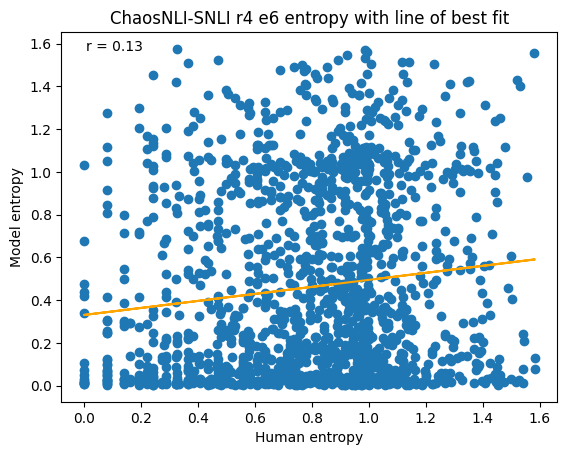 ChaosNLI-SNLI r4 e6 entropy with line of best fit
r = 0.13
Model entropy
1.6
1.4
1.2
1.0
0.8
0.6
0.4
0.2
0.0
0.0 0.2 0.4 0.6 0.8 1.0 1.2 1.4 1.6
Human entropy